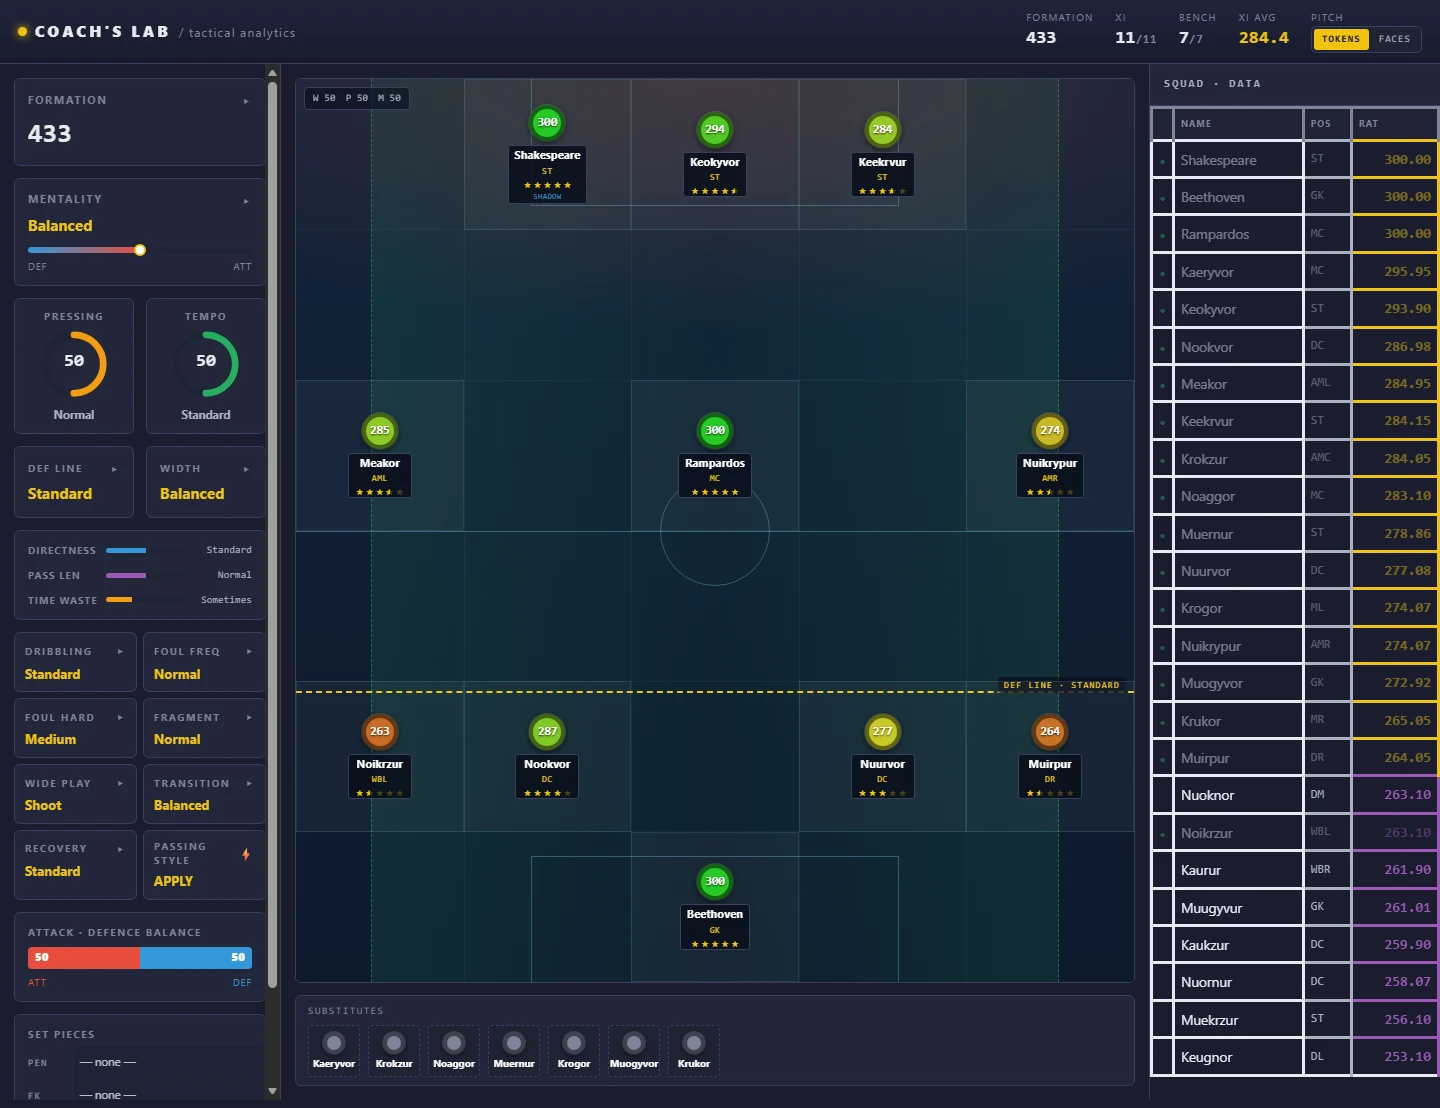 COACH'S LAB / tactical analytics
FORMATION XI BENCH XI AVG PITCH
433 11/11 7/7 284.4 TOKENS FACES
FORMATION
433
MENTALITY
Balanced
DEF ATT
PRESSING TEMPO
50 50
Normal Standard
DEF LINE WIDTH
Standard Balanced
DIRECTNESS Standard
PASS LEN Normal
TIME WASTE Sometimes
DRIBBLING FOUL FREQ
Standard Normal
FOUL HARD FRAGMENT
Medium Normal
WIDE PLAY TRANSITION
Shoot Balanced
RECOVERY PASSING STYLE
Standard APPLY
ATTACK · DEFENCE BALANCE
50 50
ATT DEF
SET PIECES
PEN — none —
FK — none —
W 50 P 50 M 50
300 294 284
Shakespeare Keokyvor Keekrvur
ST ST ST
★★★★★
SHADOW
285 300 274
Meakor Rampardos Nuikrypur
AML MC AMR
DEF LINE · STANDARD
263 287 277 264
Noikrzur Nookvor Nuurvor Muirpur
WBL DC DC DR
300
Beethoven
GK
★★★★★
SUBSTITUTES
Kaeryvor Krokzur Noaggor Muernur Krogor Muogyvor Krukor
SQUAD · DATA
NAME POS RAT
Shakespeare ST 300.00
Beethoven GK 300.00
Rampardos MC 300.00
Kaeryvor MC 295.95
Keokyvor ST 293.90
Nookvor DC 286.98
Meakor AML 284.95
Keekrvur ST 284.15
Krokzur AMC 284.05
Noaggor MC 283.10
Muernur ST 278.86
Nuurvor DC 277.08
Krogor ML 274.07
Nuikrypur AMR 274.07
Muogyvor GK 272.92
Krukor MR 265.05
Muirpur DR 264.05
Nuoknor DM 263.10
Noikrzur WBL 263.10
Kaurur WBR 261.90
Muugyvur GK 261.01
Kaukzur DC 259.90
Nuornur DC 258.07
Muekrzur ST 256.10
Keugnor DL 253.10